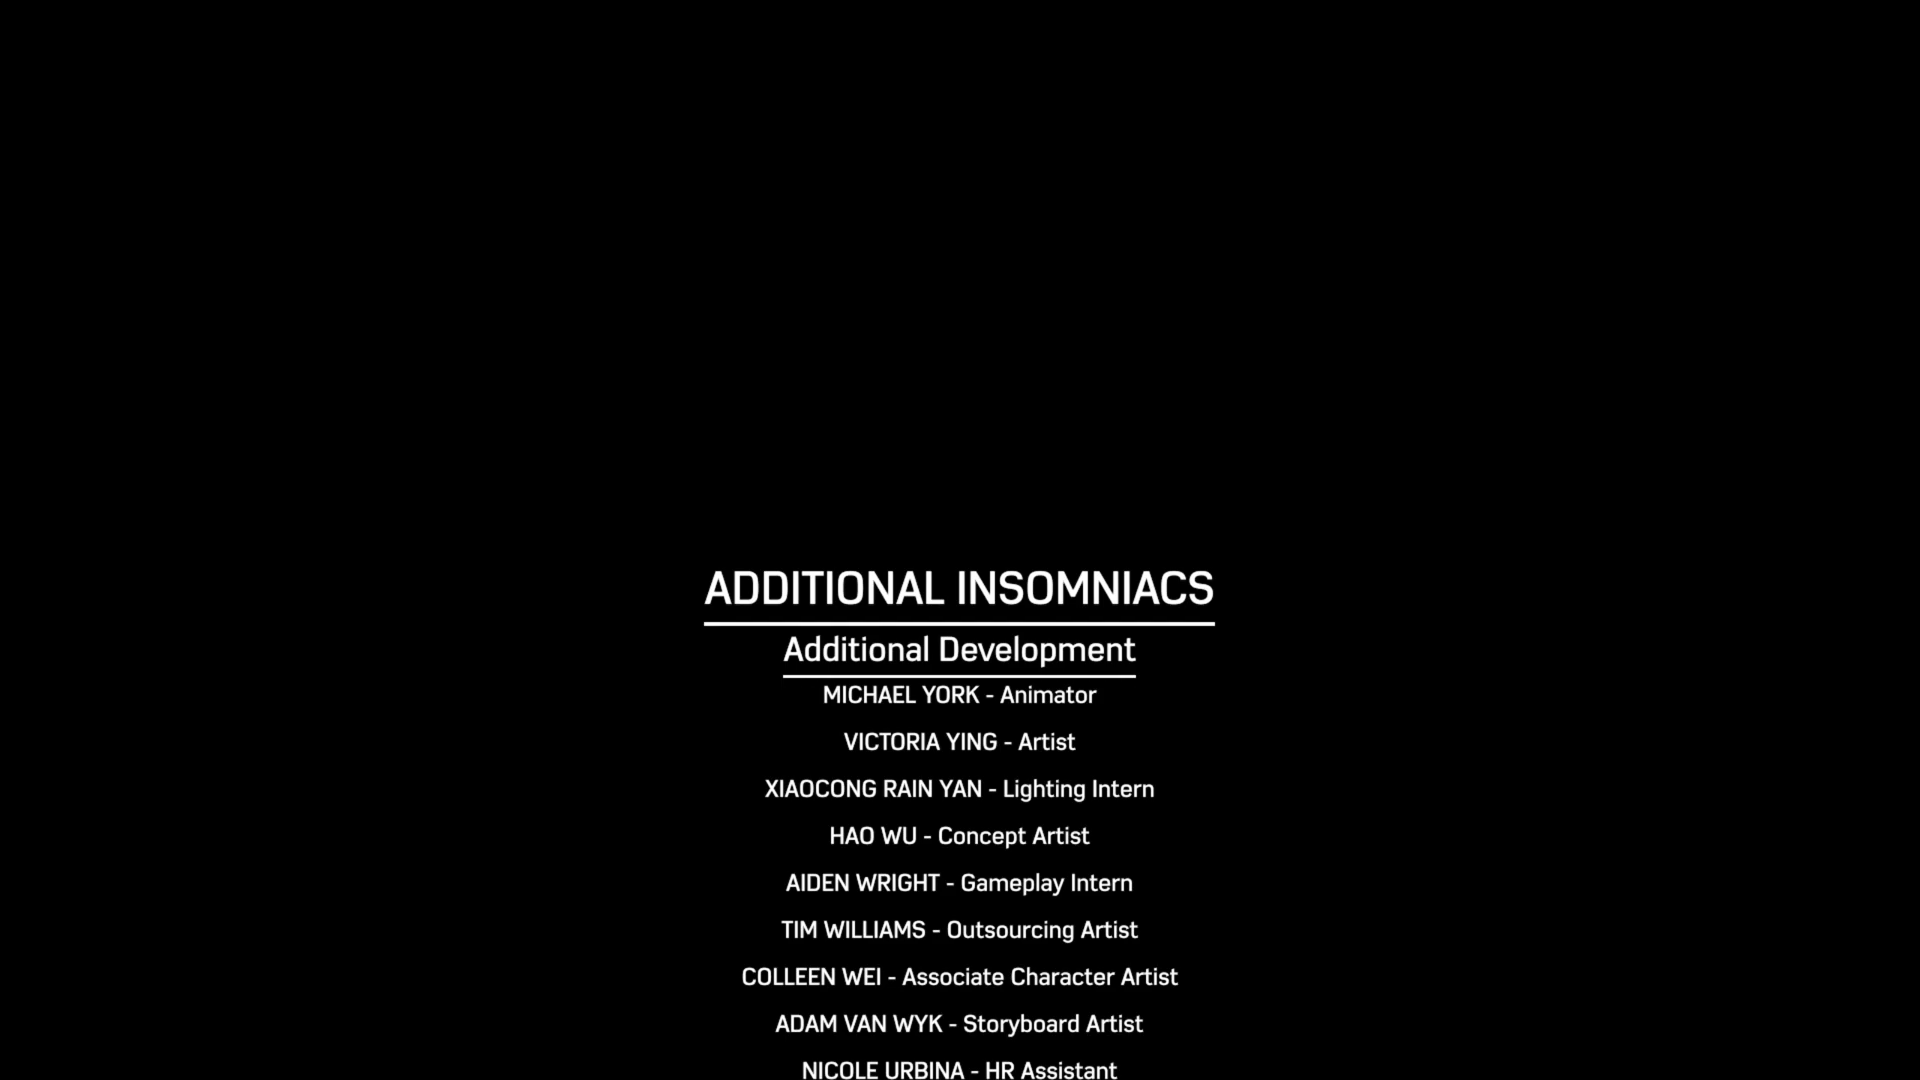 ADDITIONAL INSOMNIACS
Additional Development
MICHAEL YORK - Animator
VICTORIA YING - Artist
XIAOCONG RAIN YAN - Lighting Intern
HAO WU - Concept Artist
AIDEN WRIGHT - Gameplay Intern
TIM WILLIAMS - Outsourcing Artist
COLLEEN WEI - Associate Character Artist
ADAM VAN WYK - Storyboard Artist
NICOLE URBINA - HR Assistant